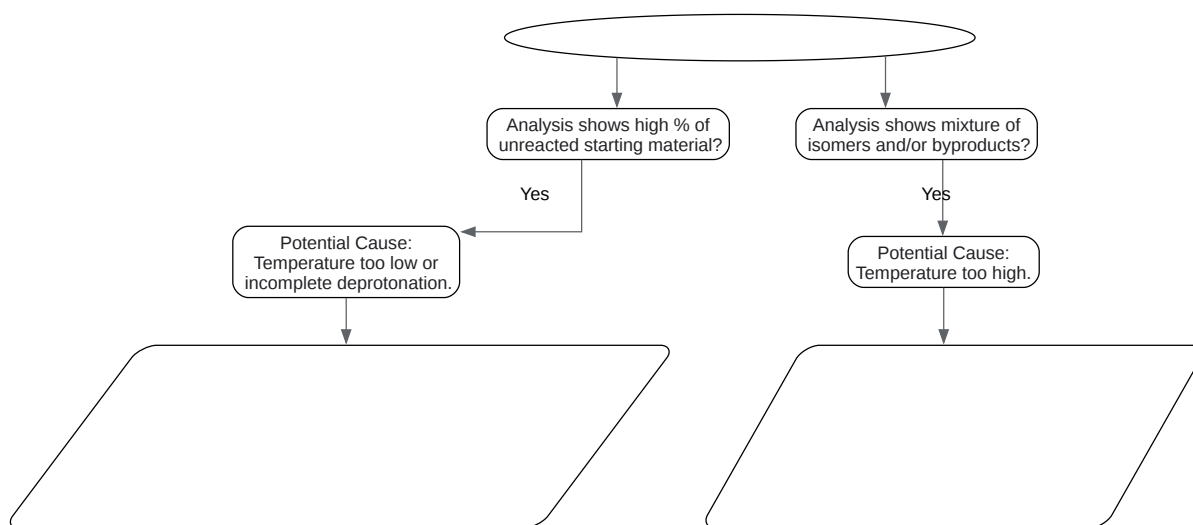 Analysis shows high % of
unreacted starting material?
Analysis shows mixture of
isomers and/or byproducts?
Yes
Yes
Potential Cause:
Temperature too low or
incomplete deprotonation.
Potential Cause:
Temperature too high.